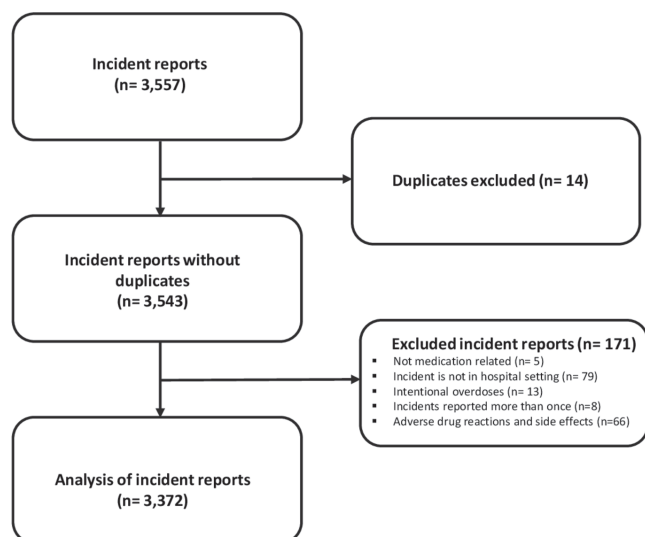 Incident reports
(n= 3,557)
Duplicates excluded (n= 14)
Incident reports without
duplicates
(n= 3,543)
Excluded incident reports (n= 171)
▪ Not medication related (n= 5)
▪ Incident is not in hospital setting (n= 79)
▪ Intentional overdoses (n= 13)
▪ Incidents reported more than once (n=8)
▪ Adverse drug reactions and side effects (n=66)
Analysis of incident reports
(n= 3,372)